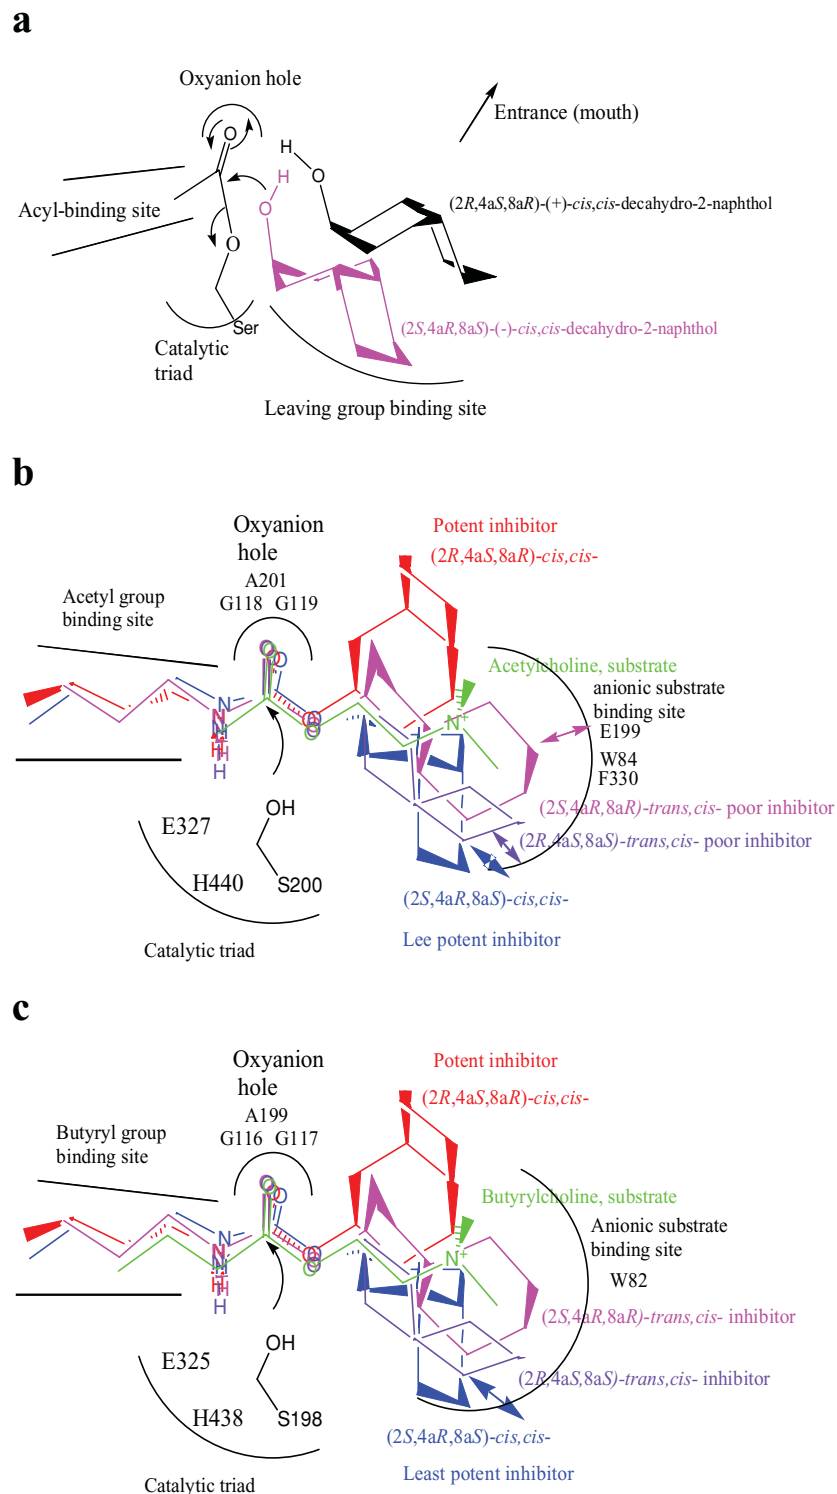 a
Oxyanion hole
Entrance (mouth)
O
H
H
O
O
Acyl-binding site
(2R,4aS,8aR)-(+)-cis,cis-decahydro-2-naphthol
O
Ser
(2S,4aR,8aS)-(-)-cis,cis-decahydro-2-naphthol
Catalytic
triad
Leaving group binding site
b
Oxyanion
hole
Potent inhibitor
(2R,4aS,8aR)-cis,cis-
A201
G118 G119
Acetyl group
binding site
O
O
Acetylcholine, substrate
anionic substrate
binding site
E199
N
N
H
H
O
N+
W84
F330
OH
(2S,4aR,8aR)-trans,cis- poor inhibitor
E327
(2R,4aS,8aS)-trans,cis- poor inhibitor
H440
S200
(2S,4aR,8aS)-cis,cis-
Lee potent inhibitor
Catalytic triad
c
Oxyanion
hole
Potent inhibitor
(2R,4aS,8aR)-cis,cis-
A199
G116 G117
Butyryl group
binding site
O
O
Butyrylcholine, substrate
Anionic substrate
binding site
N
N
H
H
O
N+
W82
(2S,4aR,8aR)-trans,cis- inhibitor
OH
E325
(2R,4aS,8aS)-trans,cis- inhibitor
H438
S198
(2S,4aR,8aS)-cis,cis-
Least potent inhibitor
Catalytic triad